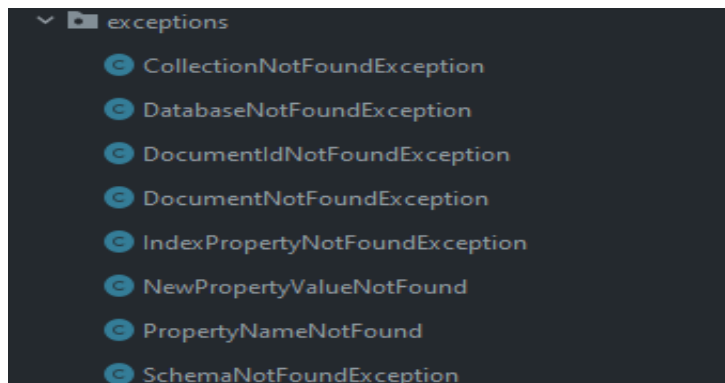 exceptions
CollectionNotFoundException
DatabaseNotFoundException
DocumentIdNotFoundException
DocumentNotFoundException
IndexPropertyNotFoundException
NewPropertyValueNotFound
PropertyNameNotFound
SchemaNotFoundException